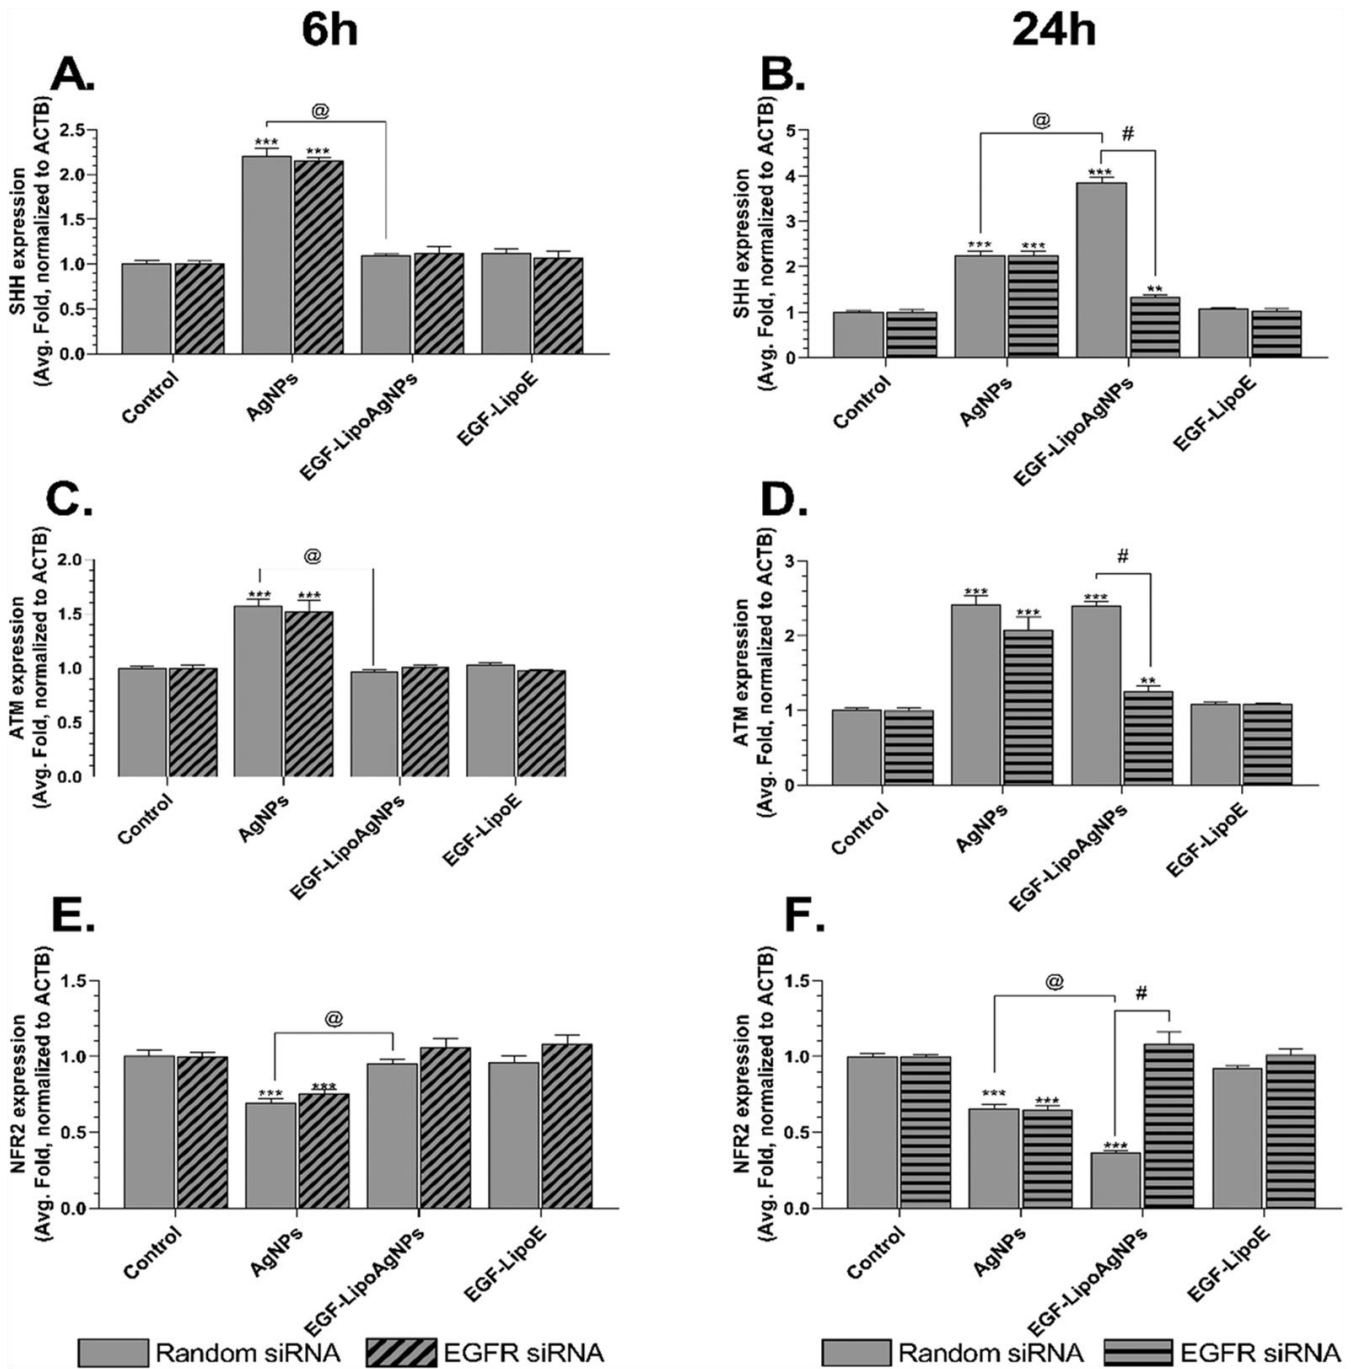 6h
24h
A.
SHH expression
(Avg. Fold, normalized to ACTB)
2.5
2.0
1.5
1.0
0.5
0.0
@
***
***
Control
AgNPs
EGF-LipoAgNPs
EGF-LipoE
B.
SHH expression
(Avg. Fold, normalized to ACTB)
5
4
3
2
1
0
@
#
***
***
***
**
Control
AgNPs
EGF-LipoAgNPs
EGF-LipoE
C.
ATM expression
(Avg. Fold, normalized to ACTB)
2.0
1.5
1.0
0.5
0.0
@
***
***
Control
AgNPs
EGF-LipoAgNPs
EGF-LipoE
D.
ATM expression
(Avg. Fold, normalized to ACTB)
3
2
1
0
#
***
***
***
**
Control
AgNPs
EGF-LipoAgNPs
EGF-LipoE
E.
NFR2 expression
(Avg. Fold, normalized to ACTB)
1.5
1.0
0.5
0.0
@
***
***
Control
AgNPs
EGF-LipoAgNPs
EGF-LipoE
F.
NFR2 expression
(Avg. Fold, normalized to ACTB)
1.5
1.0
0.5
0.0
@
#
***
***
***
Control
AgNPs
EGF-LipoAgNPs
EGF-LipoE
Random siRNA
EGFR siRNA
Random siRNA
EGFR siRNA